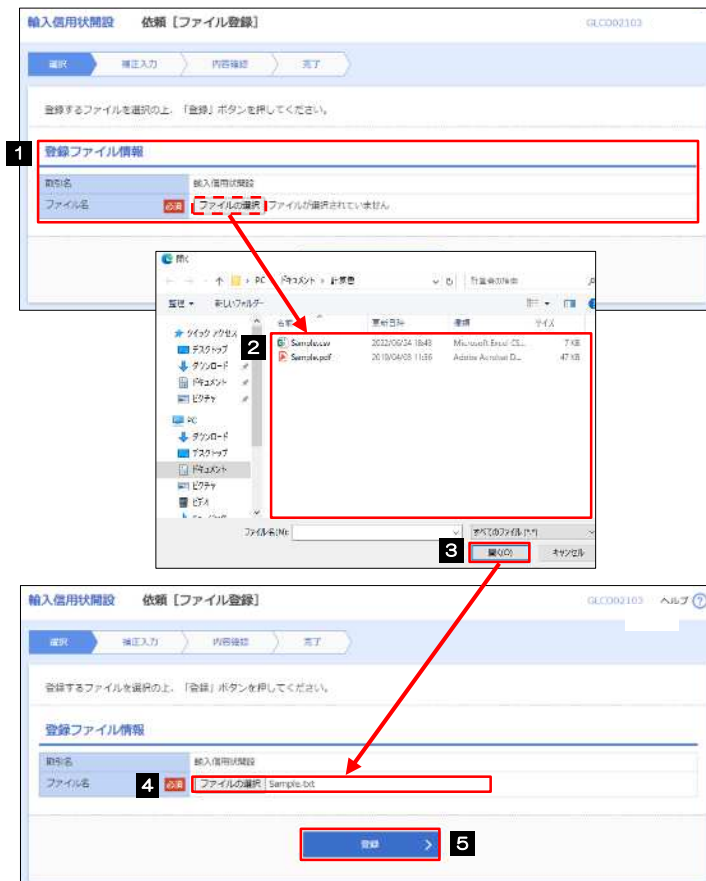 輸入信用状開設 依頼［ファイル登録］ GLCO02103
選択 補正入力 内容確認 完了
登録するファイルを選択の上、「登録」ボタンを押してください。
1 登録ファイル情報
取引名 輸入信用状開設
ファイル名 必須 ファイルの選択 ファイルが選択されていません
開く
PC › ドキュメント › 計算書
整理 新しいフォルダー
名前 更新日時 種類 サイズ
クイック アクセス
2 Sample.csv 2022/06/24 18:43 Microsoft Excel CS... 7 KB
デスクトップ Sample.pdf 2019/04/03 11:36 Adobe Acrobat D... 47 KB
ダウンロード
ドキュメント
ピクチャ
PC
ダウンロード
デスクトップ
ドキュメント
ピクチャ
ビデオ
ファイル名(N): すべてのファイル (*.*)
3 開く(O) キャンセル
輸入信用状開設 依頼［ファイル登録］ GLCO02103 ヘルプ ?
選択 補正入力 内容確認 完了
登録するファイルを選択の上、「登録」ボタンを押してください。
登録ファイル情報
取引名 輸入信用状開設
ファイル名 4 必須 ファイルの選択 Sample.txt
登録 5